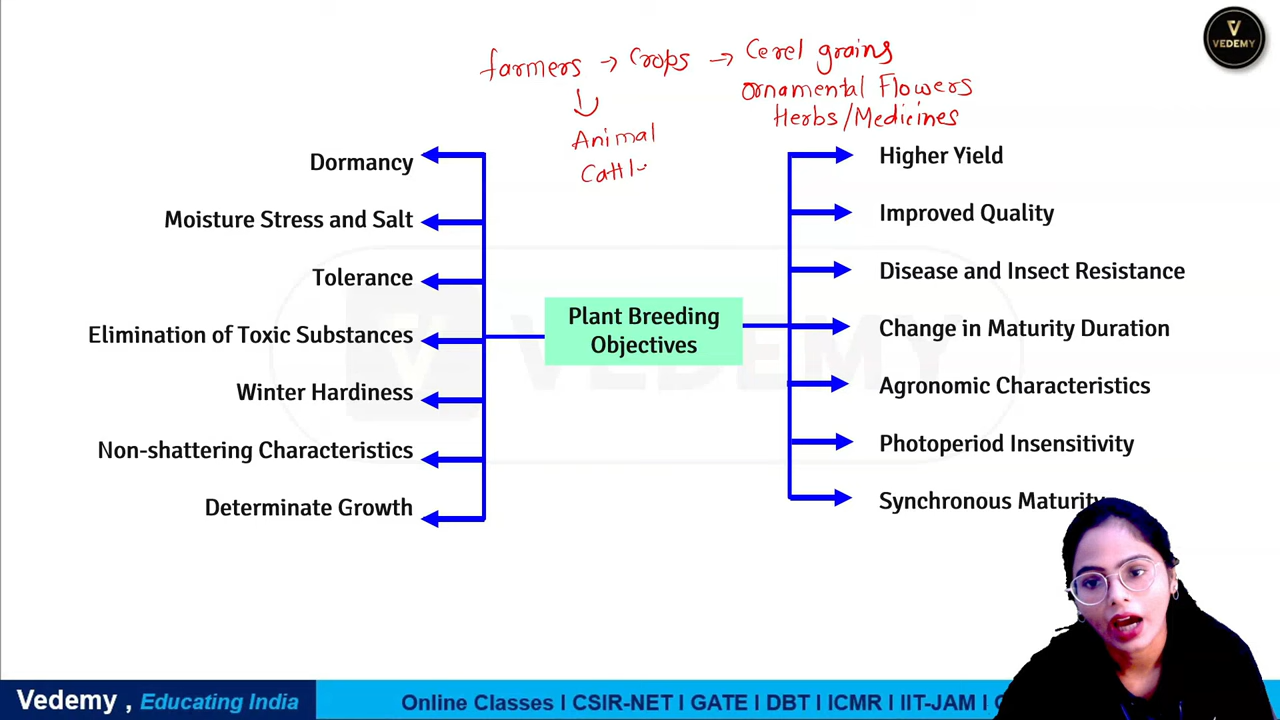 VEDEMY
farmers → Crops → Cerel grains
Ornamental Flowers
Herbs/Medicines
Animal
Dormancy
Higher Yield
Moisture Stress and Salt
Improved Quality
Tolerance
Disease and Insect Resistance
Plant Breeding
Objectives
Elimination of Toxic Substances
Change in Maturity Duration
Winter Hardiness
Agronomic Characteristics
Non-shattering Characteristics
Photoperiod Insensitivity
Determinate Growth
Synchronous Maturity
VEDEMY
Vedemy , Educating India
Online Classes I CSIR-NET I GATE I DBT I ICMR I IIT-JAM I